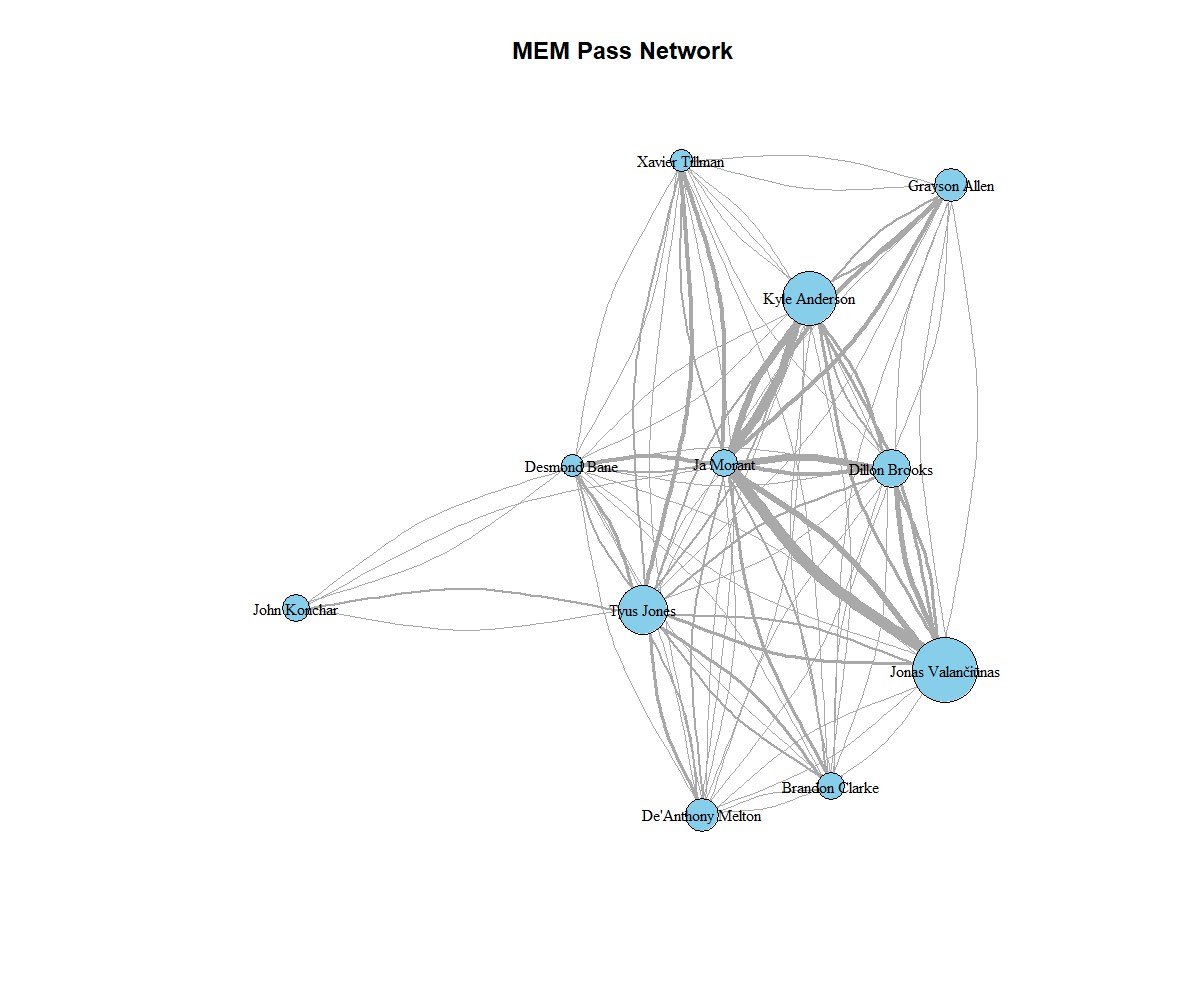 MEM Pass Network
Xavier Tillman
Grayson Allen
Kyle Anderson
Desmond Bane
Ja Morant
Dillon Brooks
John Konchar
Tyus Jones
Jonas Valančiūnas
Brandon Clarke
De'Anthony Melton